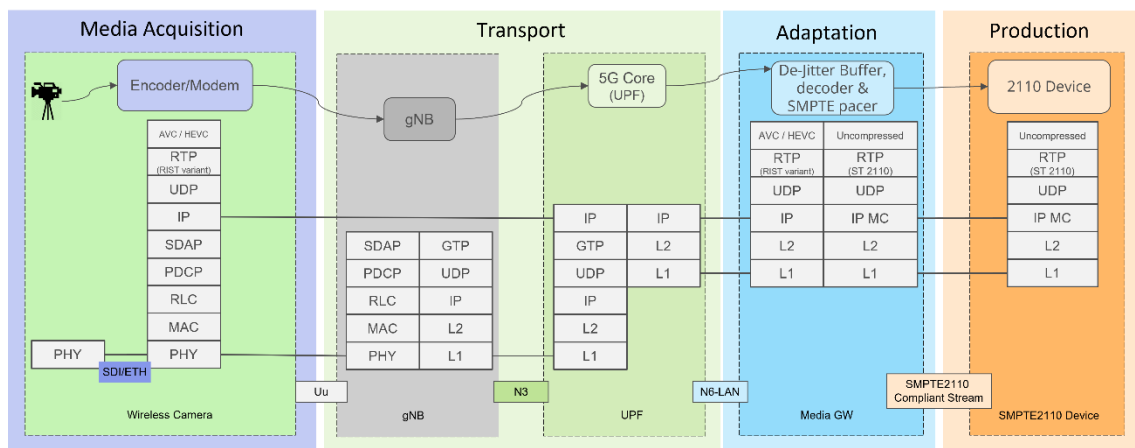 Media Acquisition
Transport
Adaptation
Production
Encoder/Modem
gNB
5G Core
(UPF)
De-Jitter Buffer,
decoder &
SMPTE pacer
2110 Device
AVC / HEVC
RTP
(RIST variant)
UDP
IP
SDAP
PDCP
RLC
MAC
PHY
PHY
SDI/ETH
Wireless Camera
Uu
SDAP
GTP
PDCP
UDP
RLC
IP
MAC
L2
PHY
L1
gNB
N3
IP
IP
GTP
L2
UDP
L1
IP
L2
L1
UPF
N6-LAN
AVC / HEVC
Uncompressed
RTP
(RIST variant)
RTP
(ST 2110)
UDP
UDP
IP
IP MC
L2
L2
L1
L1
Media GW
SMPTE2110
Compliant Stream
Uncompressed
RTP
(ST 2110)
UDP
IP MC
L2
L1
SMPTE2110 Device